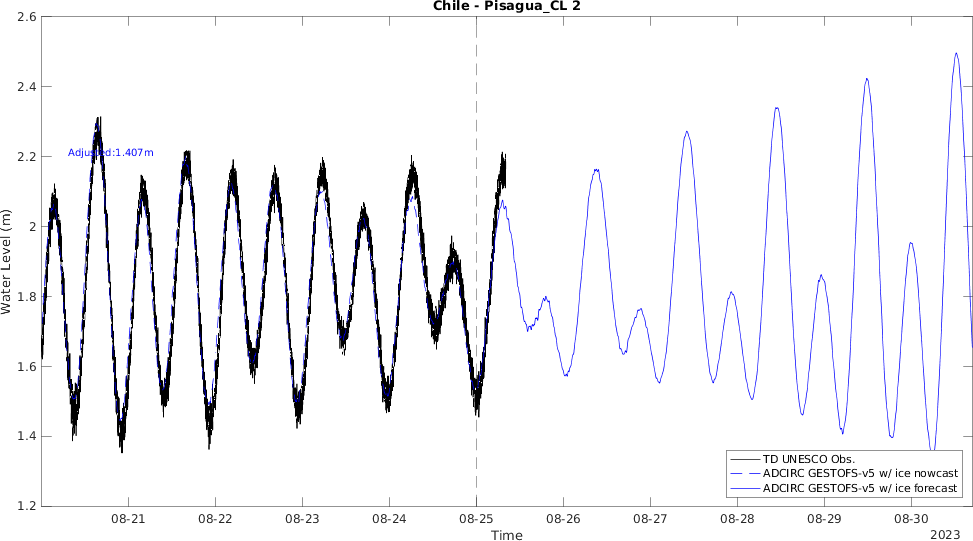 Chile - Pisagua_CL 2
2.6
2.4
2.2
2
1.8
1.6
1.4
1.2
Water Level (m)
Adjusted:1.407m
TD UNESCO Obs.
ADCIRC GESTOFS-v5 w/ ice nowcast
ADCIRC GESTOFS-v5 w/ ice forecast
08-21 08-22 08-23 08-24 08-25 08-26 08-27 08-28 08-29 08-30
Time
2023